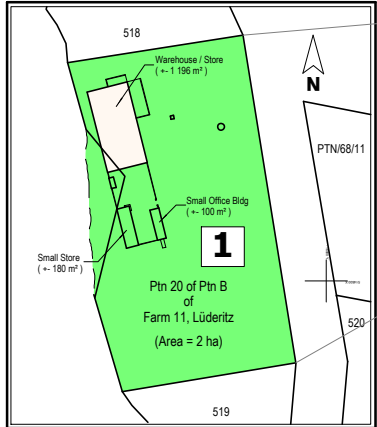 518
Warehouse / Store
( +- 1 196 m² )
N
PTN/68/11
Small Office Bldg
( +- 100 m² )
1
Small Store
( +- 180 m² )
Ptn 20 of Ptn B
of
Farm 11, Lüderitz
(Area = 2 ha)
520
519